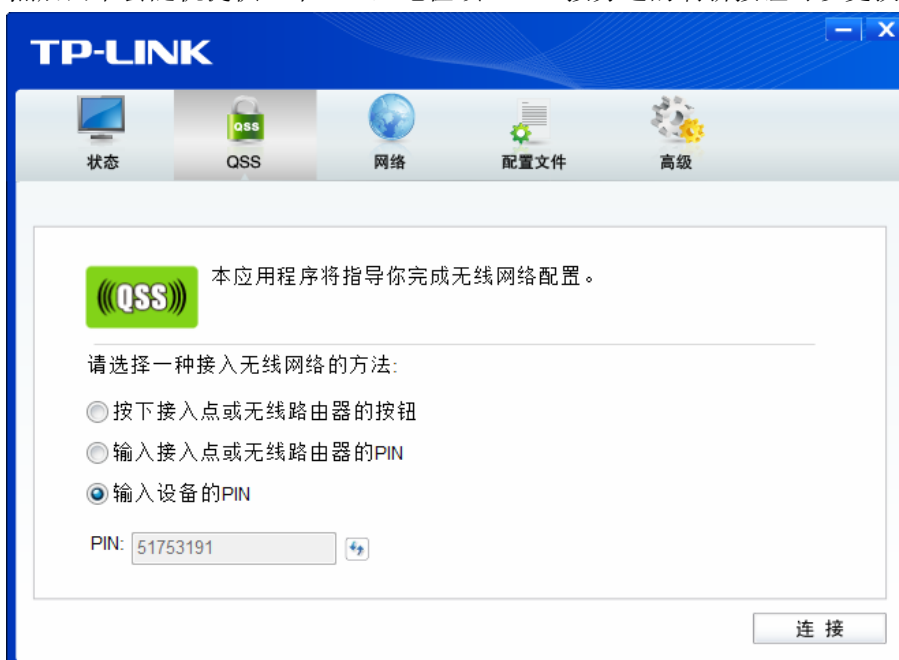 TP-LINK
状态 QSS 网络 配置文件 高级
QSS
本应用程序将指导你完成无线网络配置。
请选择一种接入无线网络的方法:
按下接入点或无线路由器的按钮
输入接入点或无线路由器的PIN
输入设备的PIN
PIN: 51753191
连 接